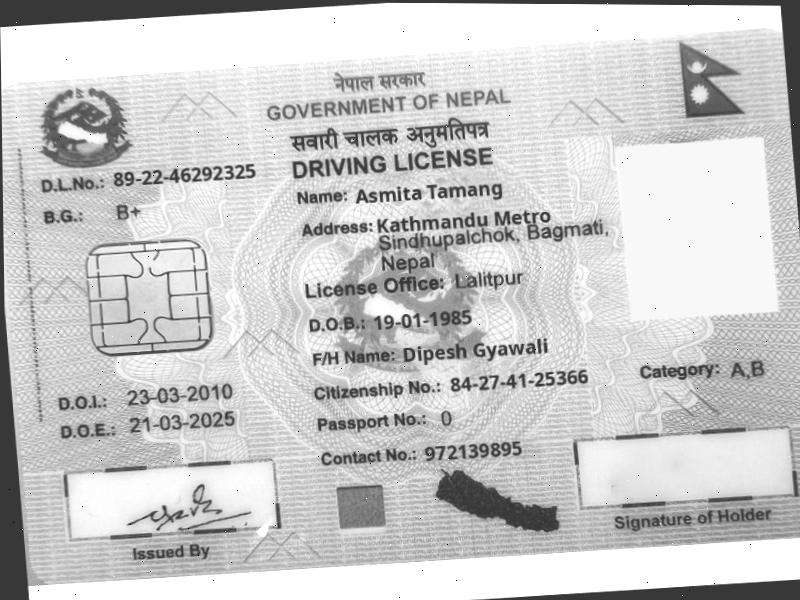 नेपाल सरकार
GOVERNMENT OF NEPAL
सवारी चालक अनुमतिपत्र
DRIVING LICENSE
D.L.No.: 89-22-46292325
B.G.: B+
Name: Asmita Tamang
Address: Kathmandu Metro
Sindhupalchok, Bagmati,
Nepal
License Office: Lalitpur
D.O.B.: 19-01-1985
F/H Name: Dipesh Gyawali
Citizenship No.: 84-27-41-25366
Category: A,B
D.O.I.: 23-03-2010
D.O.E.: 21-03-2025
Passport No.: 0
Contact No.: 972139895
Issued By
Signature of Holder